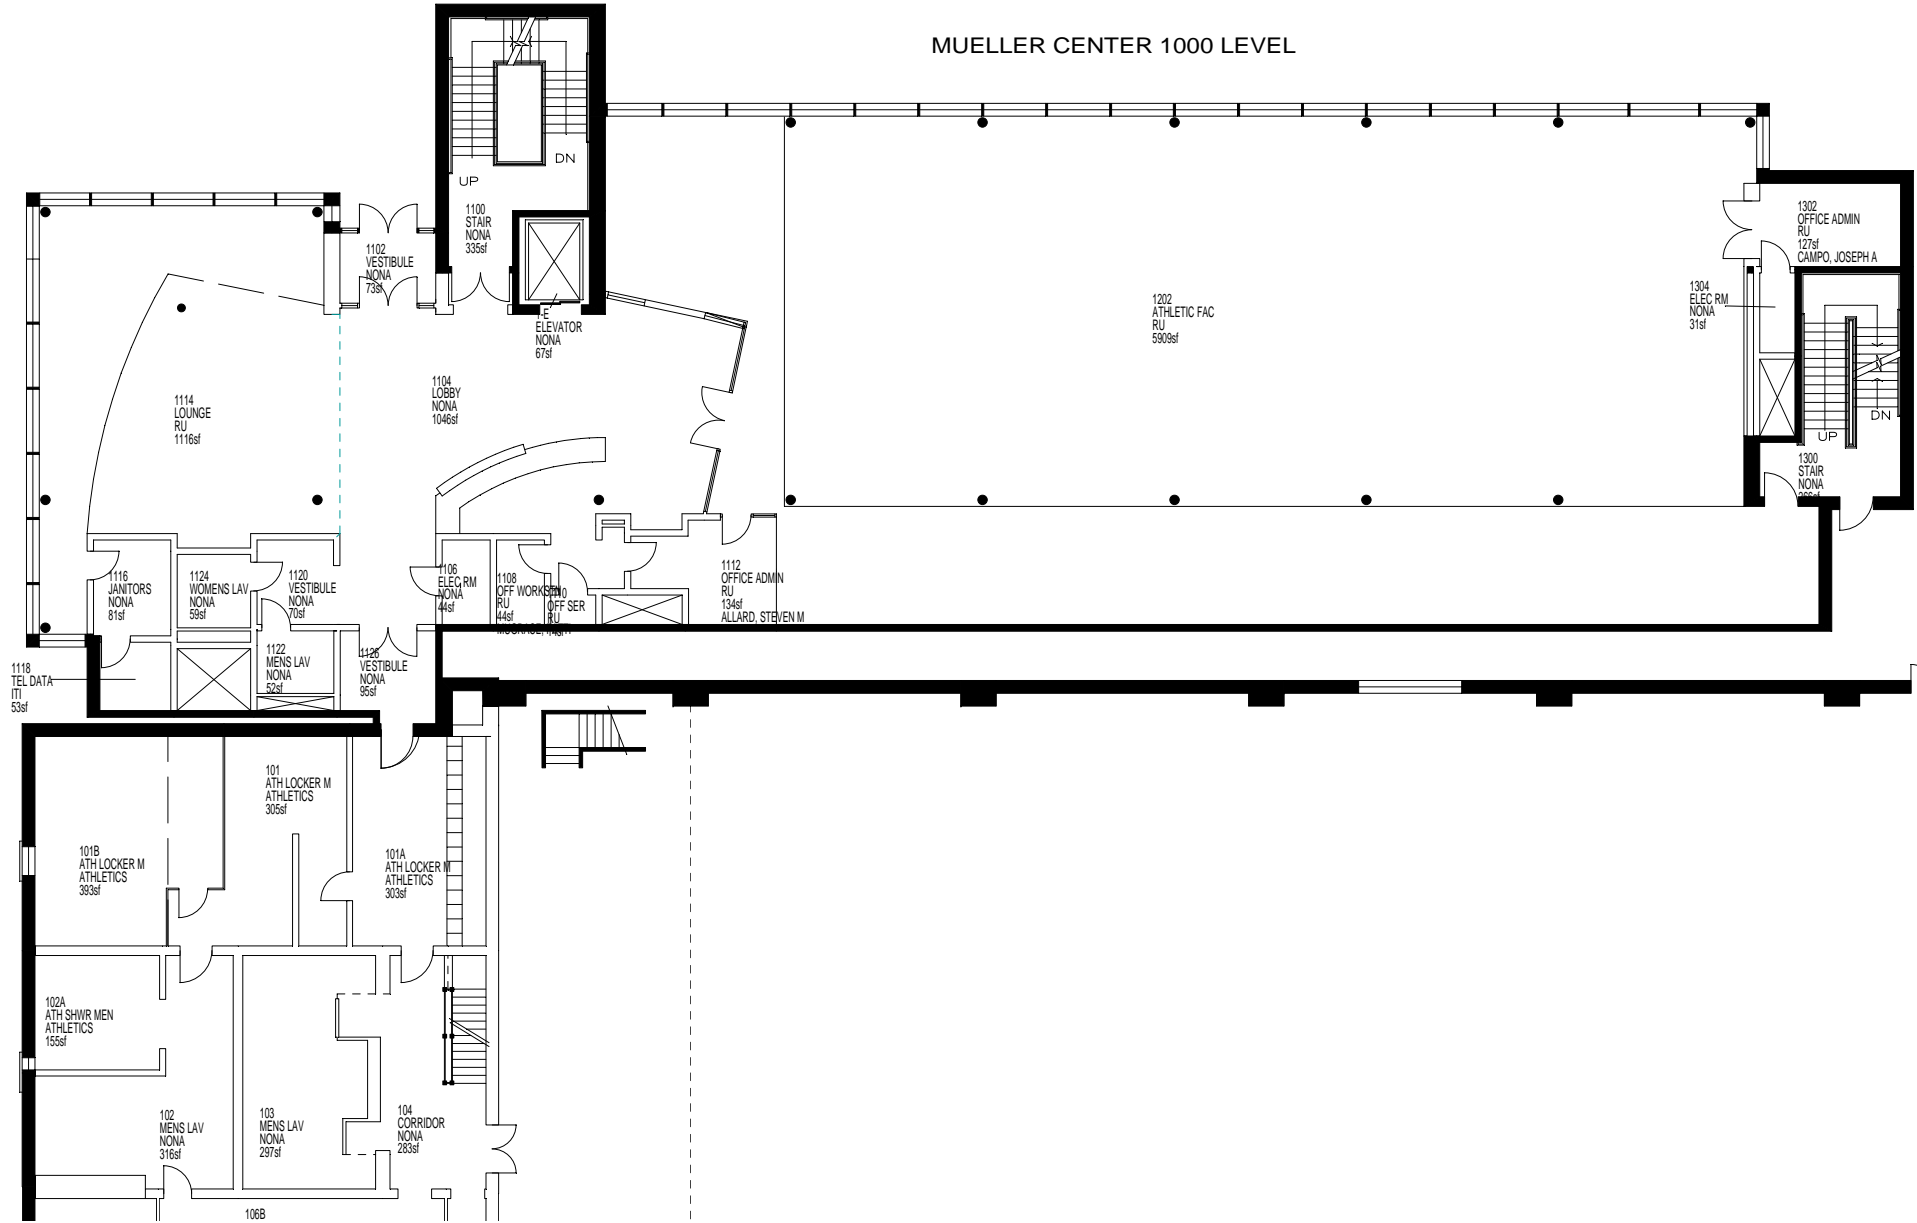 MUELLER CENTER 1000 LEVEL
DN
UP
1100
STAIR
NONA
335sf
1102
VESTIBULE
NONA
73sf
ELEVATOR
NONA
67sf
1302
OFFICE ADMIN
RU
127sf
CAMPO, JOSEPH A
1304
ELEC RM
NONA
31sf
1202
ATHLETIC FAC
RU
5909sf
1114
LOUNGE
RU
1116sf
1104
LOBBY
NONA
1046sf
DN
UP
1300
STAIR
NONA
1116
JANITORS
NONA
81sf
1124
WOMENS LAV
NONA
59sf
1120
VESTIBULE
NONA
70sf
1106
ELEC RM
NONA
44sf
1108
OFF
RU
44sf
OFF SER
RU
1112
OFFICE ADMIN
RU
134sf
ALLARD, STEVEN M
1118
TEL DATA
ITI
53sf
1122
MENS LAV
NONA
52sf
1126
VESTIBULE
NONA
95sf
101
ATH LOCKER M
ATHLETICS
305sf
101B
ATH LOCKER M
ATHLETICS
393sf
101A
ATH LOCKER M
ATHLETICS
303sf
102A
ATH SHWR MEN
ATHLETICS
155sf
102
MENS LAV
NONA
316sf
103
MENS LAV
NONA
297sf
104
CORRIDOR
NONA
283sf
106B